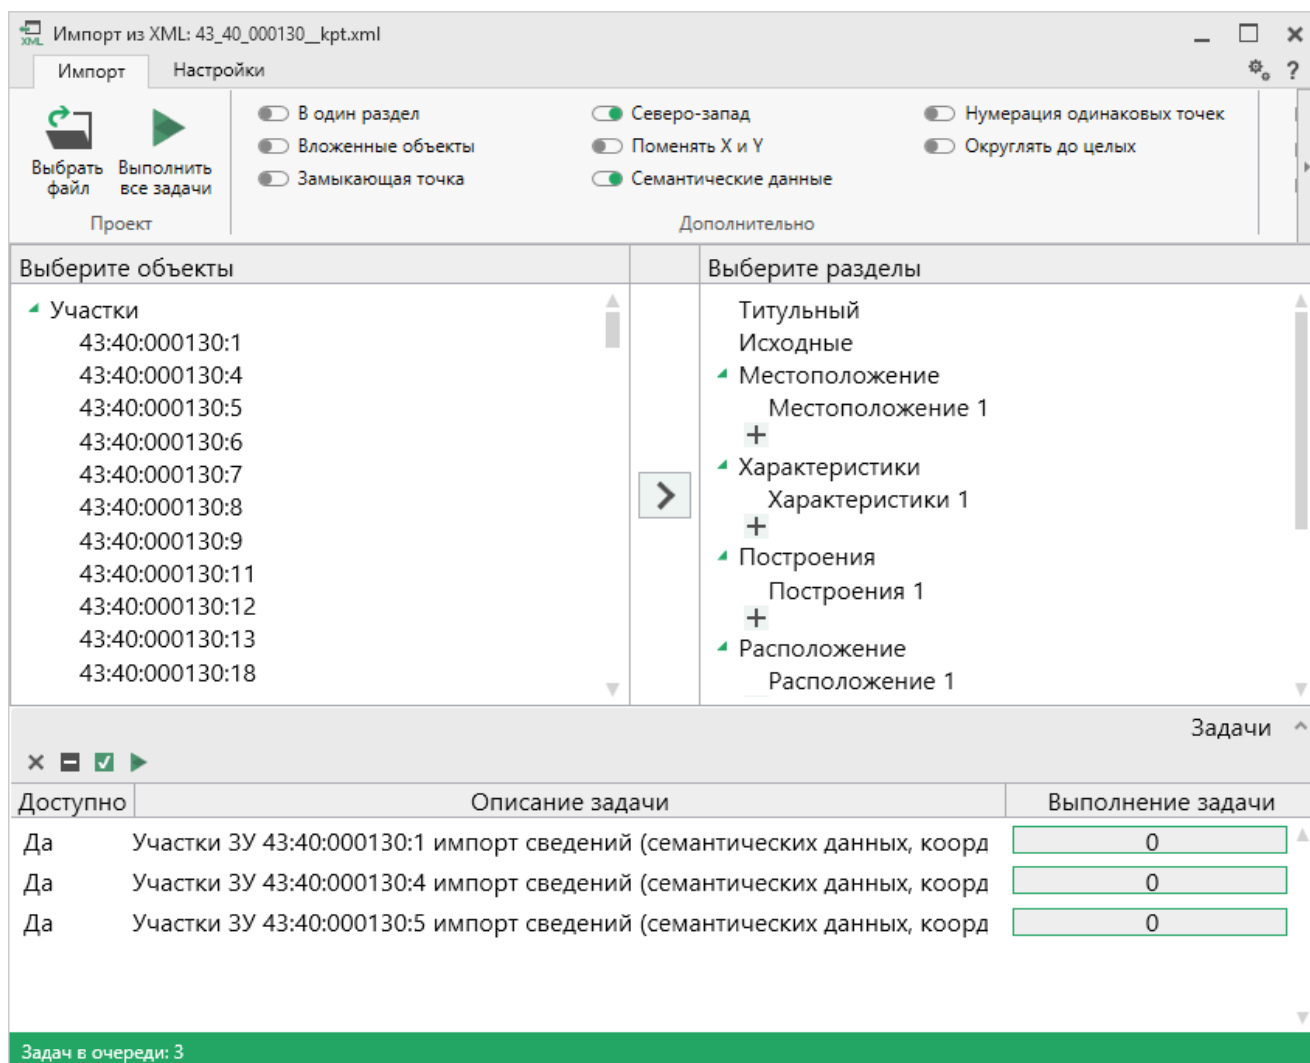 XML Импорт из XML: 43_40_000130__kpt.xml
Импорт Настройки ?
Выбрать файл
Выполнить все задачи
Проект
В один раздел
Вложенные объекты
Замыкающая точка
Северо-запад
Поменять X и Y
Семантические данные
Нумерация одинаковых точек
Округлять до целых
Дополнительно
Выберите объекты
Участки
43:40:000130:1
43:40:000130:4
43:40:000130:5
43:40:000130:6
43:40:000130:7
43:40:000130:8
43:40:000130:9
43:40:000130:11
43:40:000130:12
43:40:000130:13
43:40:000130:18
Выберите разделы
Титульный
Исходные
Местоположение
Местоположение 1
Характеристики
Характеристики 1
Построения
Построения 1
Расположение
Расположение 1
Задачи
Доступно Описание задачи Выполнение задачи
Да Участки ЗУ 43:40:000130:1 импорт сведений (семантических данных, коорд 0
Да Участки ЗУ 43:40:000130:4 импорт сведений (семантических данных, коорд 0
Да Участки ЗУ 43:40:000130:5 импорт сведений (семантических данных, коорд 0
Задач в очереди: 3